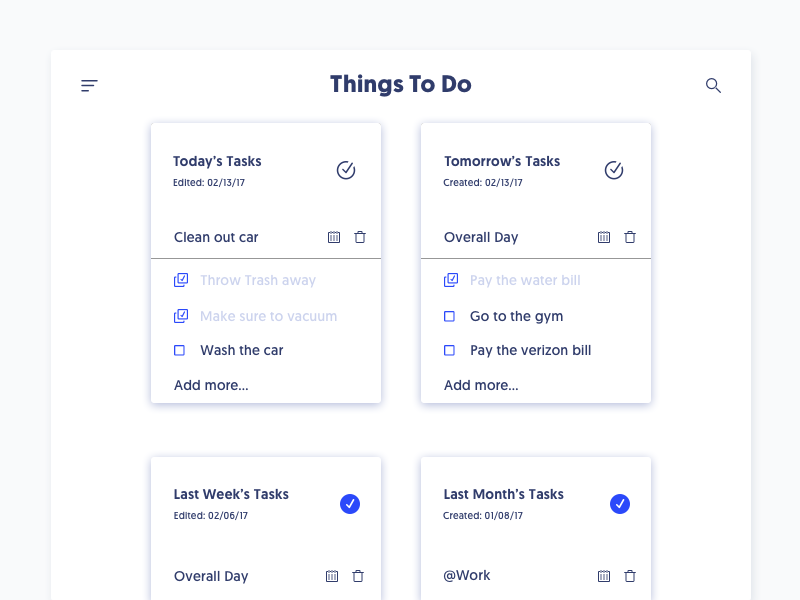 Things To Do
Today's Tasks
Edited: 02/13/17
Clean out car
Throw Trash away
Make sure to vacuum
Wash the car
Add more...
Tomorrow's Tasks
Created: 02/13/17
Overall Day
Pay the water bill
Go to the gym
Pay the verizon bill
Add more...
Last Week's Tasks
Edited: 02/06/17
Overall Day
Last Month's Tasks
Created: 01/08/17
@Work